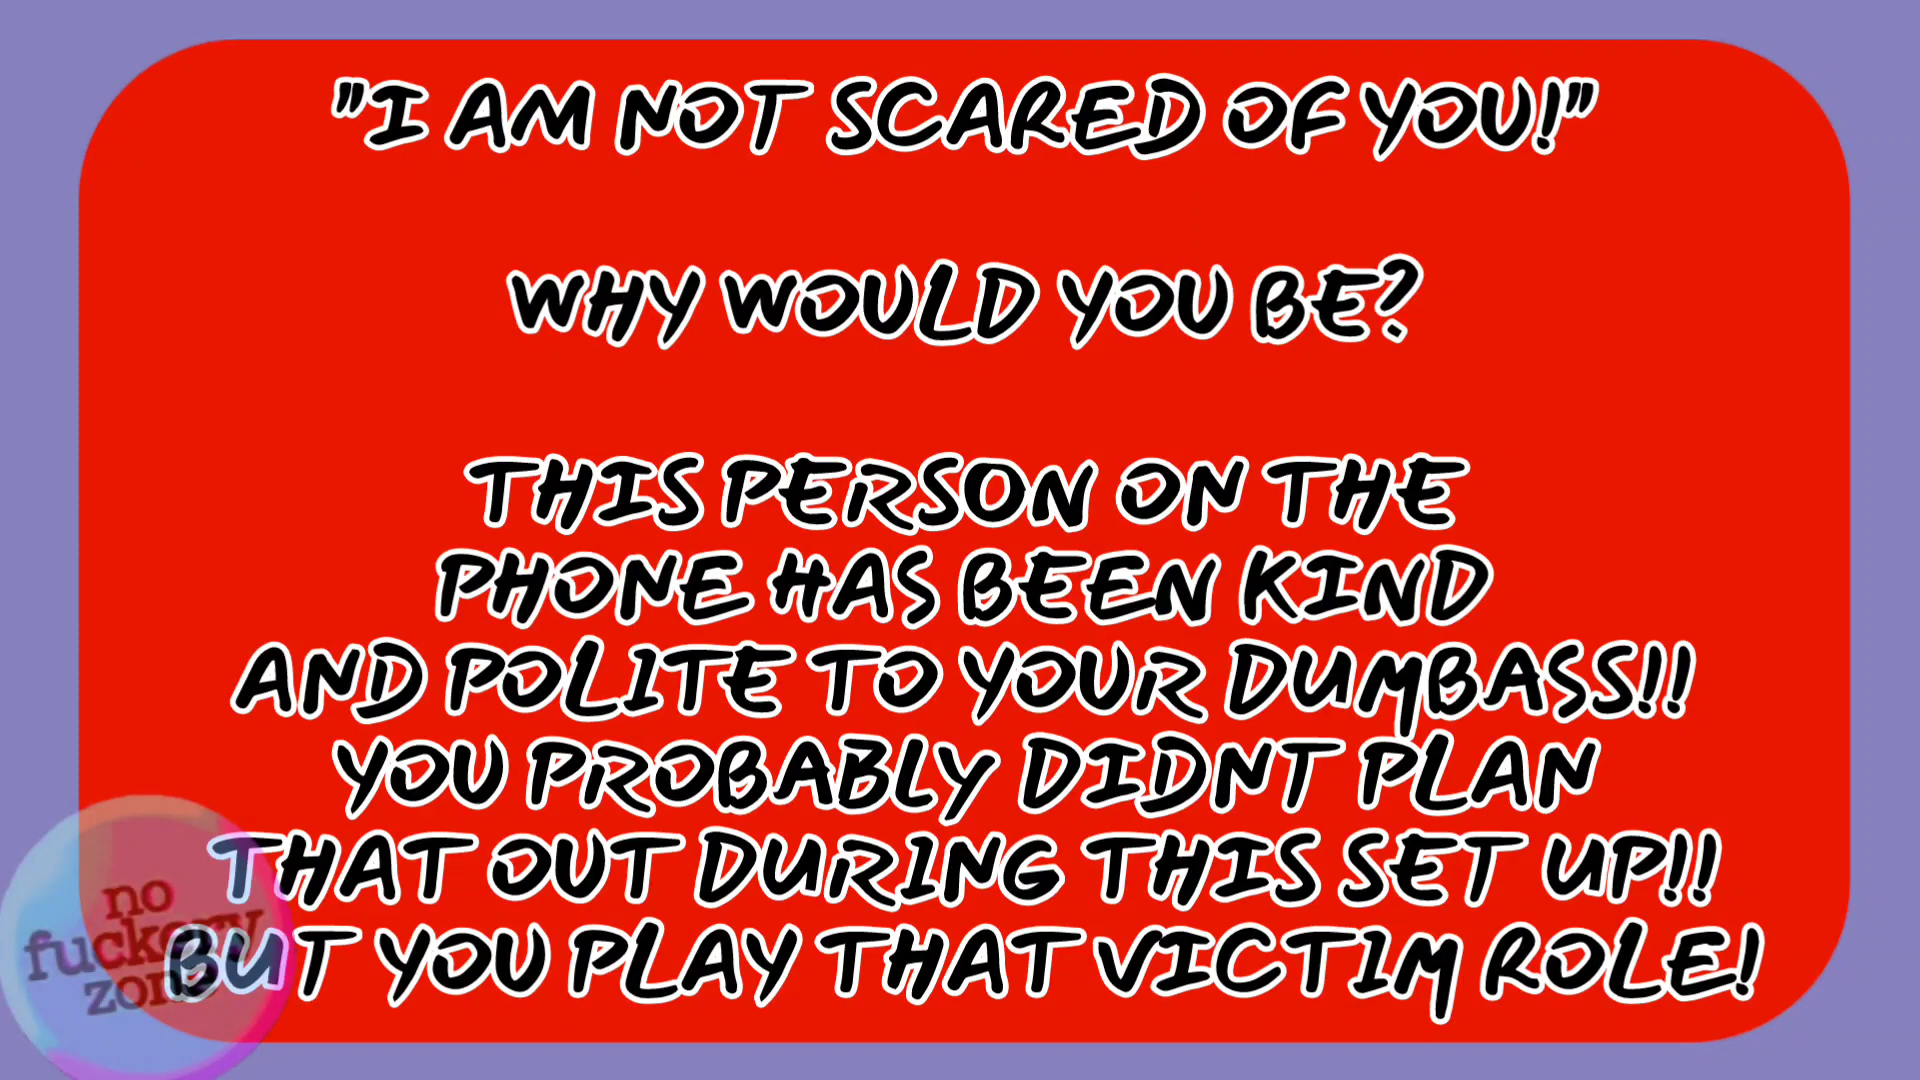 "I AM NOT SCARED OF YOU!"
WHY WOULD YOU BE?
THIS PERSON ON THE
PHONE HAS BEEN KIND
AND POLITE TO YOUR DUMBASS!!
YOU PROBABLY DIDNT PLAN
THAT OUT DURING THIS SET UP!!
BUT YOU PLAY THAT VICTIM ROLE!
no
fuckery
zone